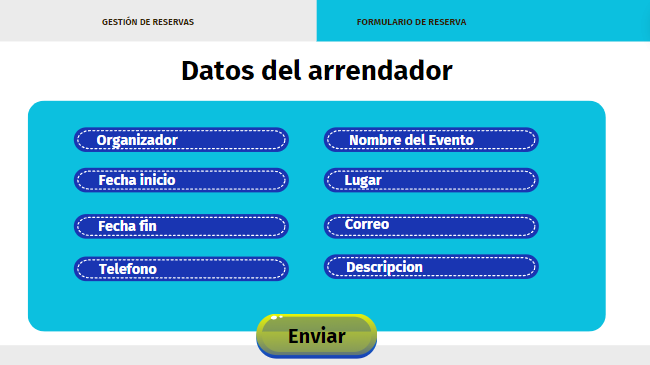 GESTIÓN DE RESERVAS
FORMULARIO DE RESERVA
Datos del arrendador
Organizador
Nombre del Evento
Fecha inicio
Lugar
Fecha fin
Correo
Telefono
Descripcion
Enviar